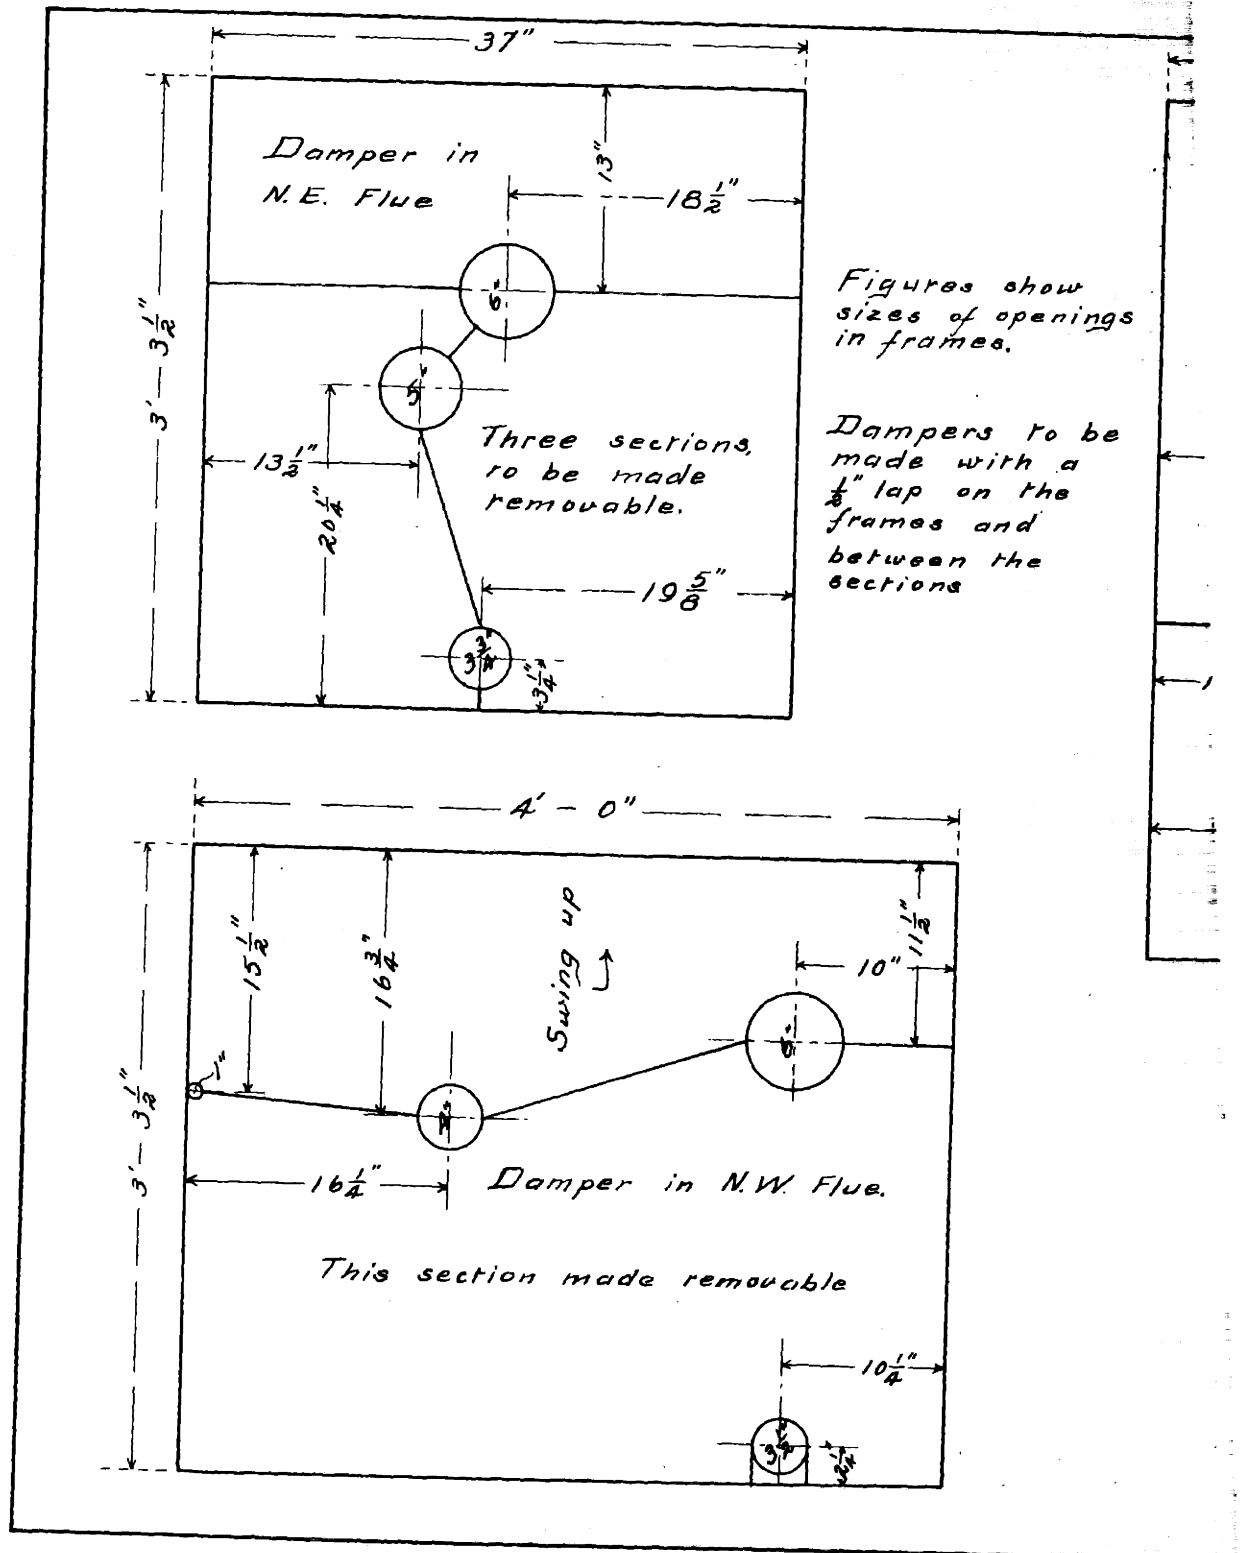 37"
Damper in
N.E. Flue
13"
18 1/2"
6"
3' - 3 1/2"
5"
13 1/2"
20 1/4"
Three sections,
to be made
removable.
19 5/8"
3 3/4"
3 1/4"
Figures show
sizes of openings
in frames.
Dampers to be
made with a
1/2" lap on the
frames and
between the
sections
4' - 0"
15 1/2"
16 3/4"
Swing up
10"
11 1/2"
3' - 3 1/2"
1"
16 1/4"
Damper in N.W. Flue.
This section made removable
10 1/4"
2 1/4"